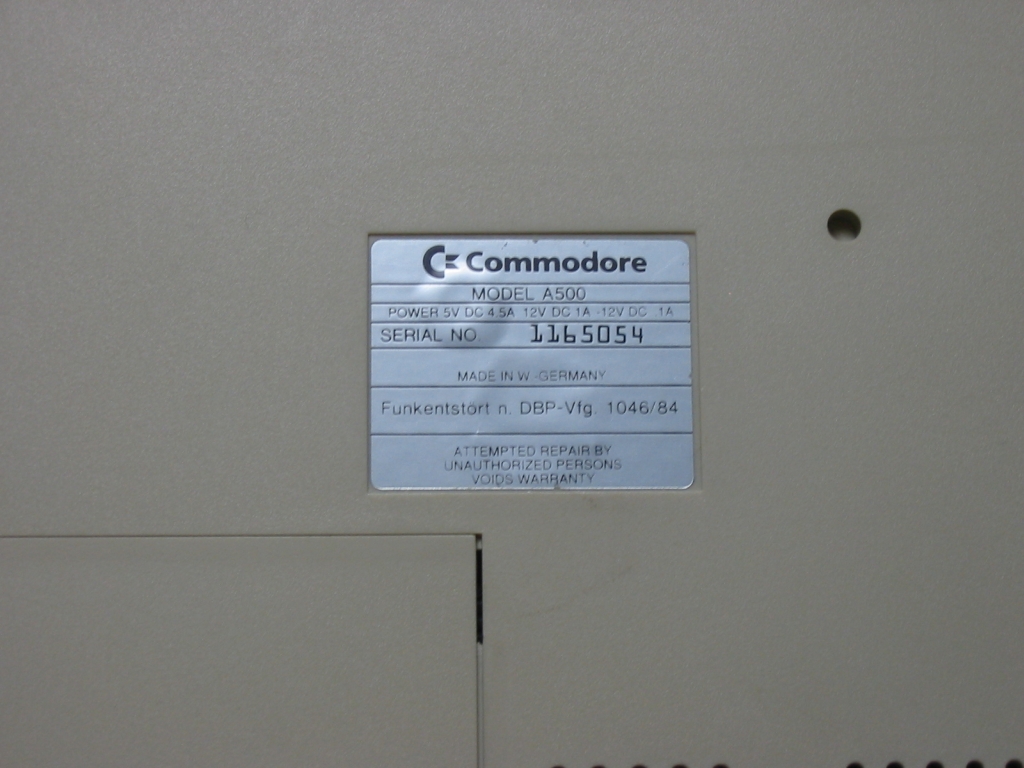 Commodore
MODEL A500
POWER 5V DC 4.5A 12V DC 1A -12V DC .1A
SERIAL NO. 1165054
MADE IN W-GERMANY
Funkentstört n. DBP-Vfg. 1046/84
ATTEMPTED REPAIR BY
UNAUTHORIZED PERSONS
VOIDS WARRANTY